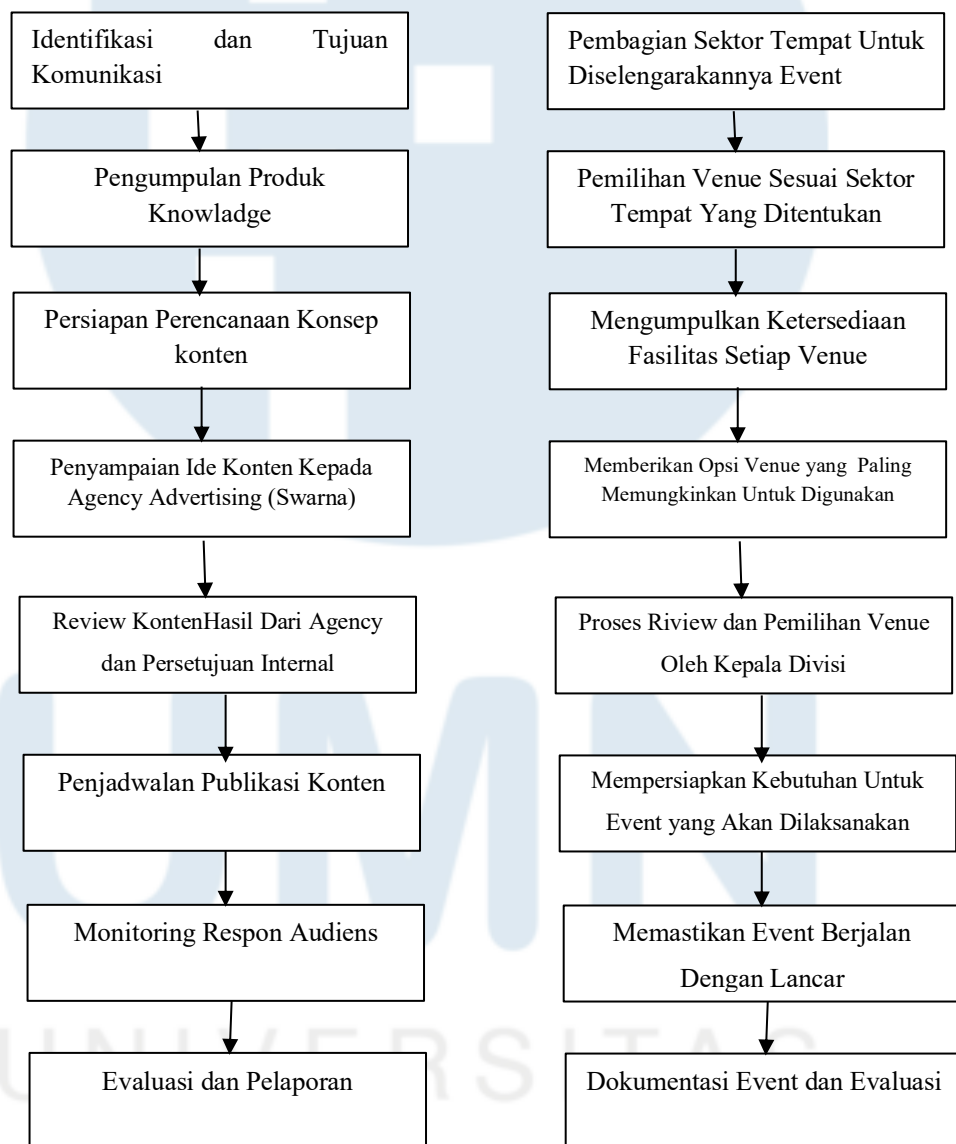 Identifikasi dan Tujuan
Komunikasi
Pengumpulan Produk
Knowladge
Persiapan Perencanaan Konsep
konten
Penyampaian Ide Konten Kepada
Agency Advertising (Swarna)
Review KontenHasil Dari Agency
dan Persetujuan Internal
Penjadwalan Publikasi Konten
Monitoring Respon Audiens
Evaluasi dan Pelaporan
Pembagian Sektor Tempat Untuk
Diselengarakannya Event
Pemilihan Venue Sesuai Sektor
Tempat Yang Ditentukan
Mengumpulkan Ketersediaan
Fasilitas Setiap Venue
Memberikan Opsi Venue yang Paling
Memungkinkan Untuk Digunakan
Proses Riview dan Pemilihan Venue
Oleh Kepala Divisi
Mempersiapkan Kebutuhan Untuk
Event yang Akan Dilaksanakan
Memastikan Event Berjalan
Dengan Lancar
Dokumentasi Event dan Evaluasi
UMN
UNIVERSITAS